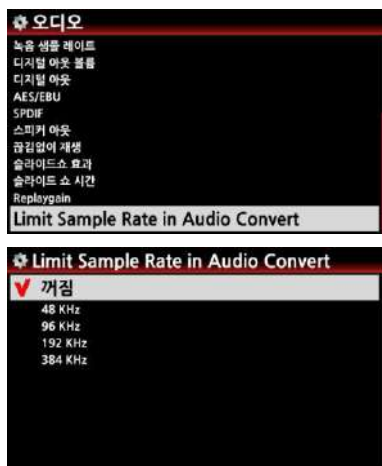 오디오
녹음 샘플 레이트
디지털 아웃 볼륨
디지털 아웃
AES/EBU
SPDIF
스피커 아웃
끊김없이 재생
슬라이드쇼 효과
슬라이드 쇼 시간
Replaygain
Limit Sample Rate in Audio Convert
Limit Sample Rate in Audio Convert
꺼짐
48 KHz
96 KHz
192 KHz
384 KHz